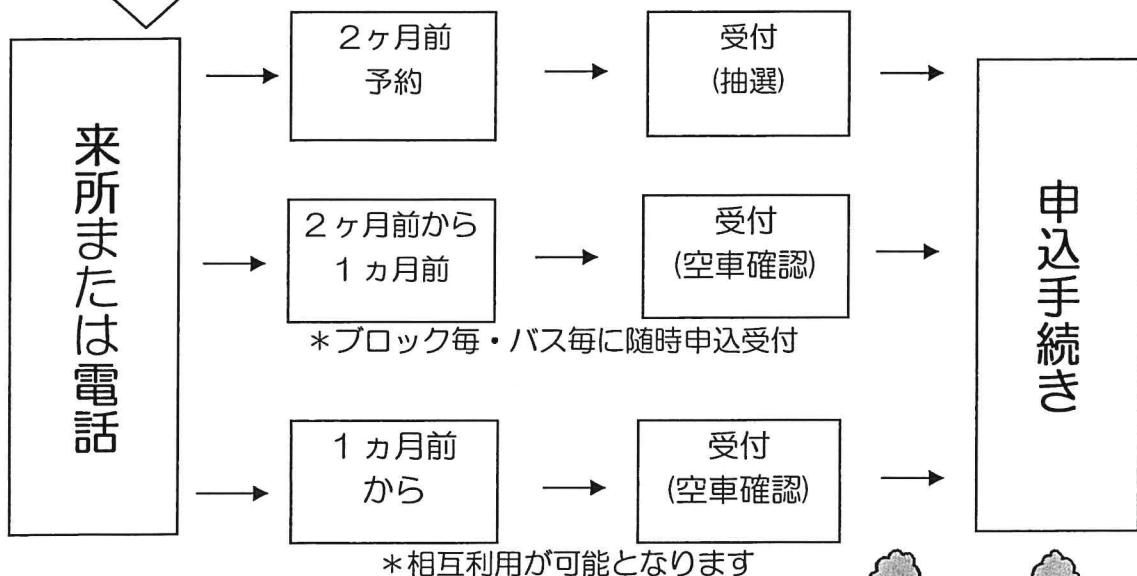 来所または電話
2ヶ月前
予約
受付
(抽選)
2ヶ月前から
1ヵ月前
受付
(空車確認)
*ブロック毎・バス毎に随時申込受付
1ヵ月前
から
受付
(空車確認)
*相互利用が可能となります
申込手続き